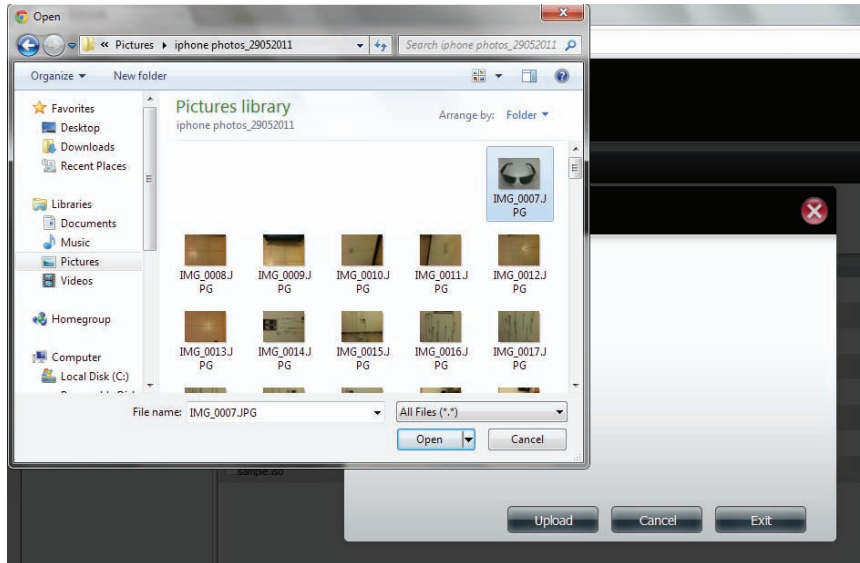 Open
« Pictures ▸ iphone photos_29052011
Search iphone photos_29052011
Organize
New folder
Favorites
Desktop
Downloads
Recent Places
Libraries
Documents
Music
Pictures
Videos
Homegroup
Computer
Local Disk (C:)
Pictures library
iphone photos_29052011
Arrange by: Folder
IMG_0007.J
PG
IMG_0008.J
PG
IMG_0009.J
PG
IMG_0010.J
PG
IMG_0011.J
PG
IMG_0012.J
PG
IMG_0013.J
PG
IMG_0014.J
PG
IMG_0015.J
PG
IMG_0016.J
PG
IMG_0017.J
PG
File name: IMG_0007.JPG
All Files (*.*)
Open
Cancel
sample.iso
Upload
Cancel
Exit